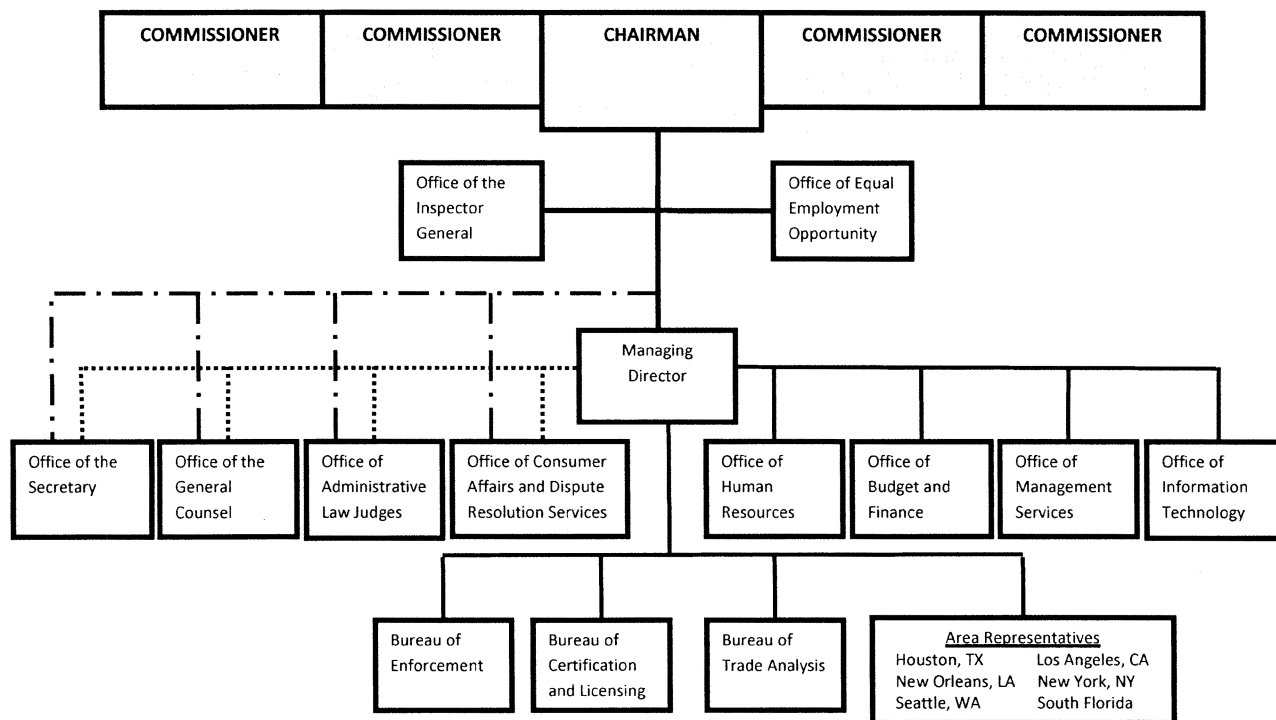 COMMISSIONER
COMMISSIONER
CHAIRMAN
COMMISSIONER
COMMISSIONER
Office of the
Inspector
General
Office of Equal
Employment
Opportunity
Managing
Director
Office of the
Secretary
Office of the
General
Counsel
Office of
Administrative
Law Judges
Office of Consumer
Affairs and Dispute
Resolution Services
Office of
Human
Resources
Office of
Budget and
Finance
Office of
Management
Services
Office of
Information
Technology
Bureau of
Enforcement
Bureau of
Certification
and Licensing
Bureau of
Trade Analysis
Area Representatives
Houston, TX Los Angeles, CA
New Orleans, LA New York, NY
Seattle, WA South Florida